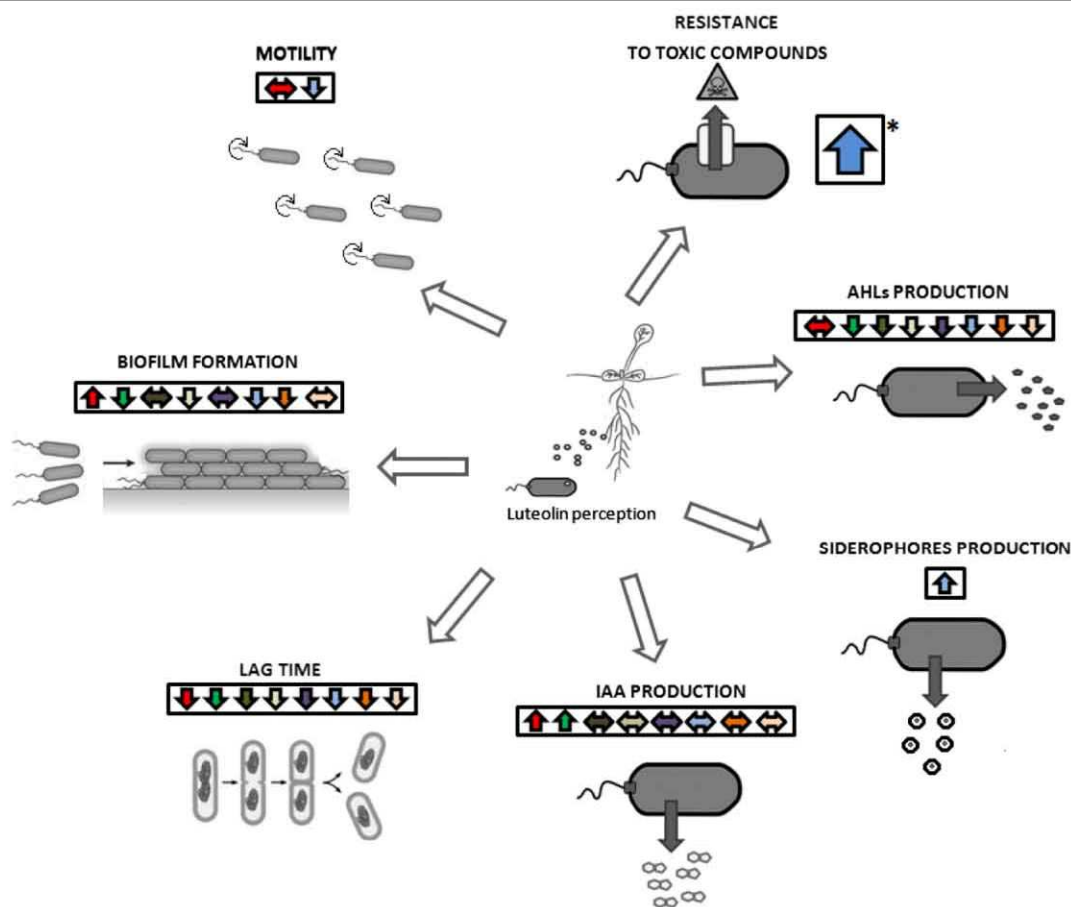 RESISTANCE
TO TOXIC COMPOUNDS
*
MOTILITY
AHLs PRODUCTION
BIOFILM FORMATION
Luteolin perception
SIDEROPHORES PRODUCTION
LAG TIME
IAA PRODUCTION